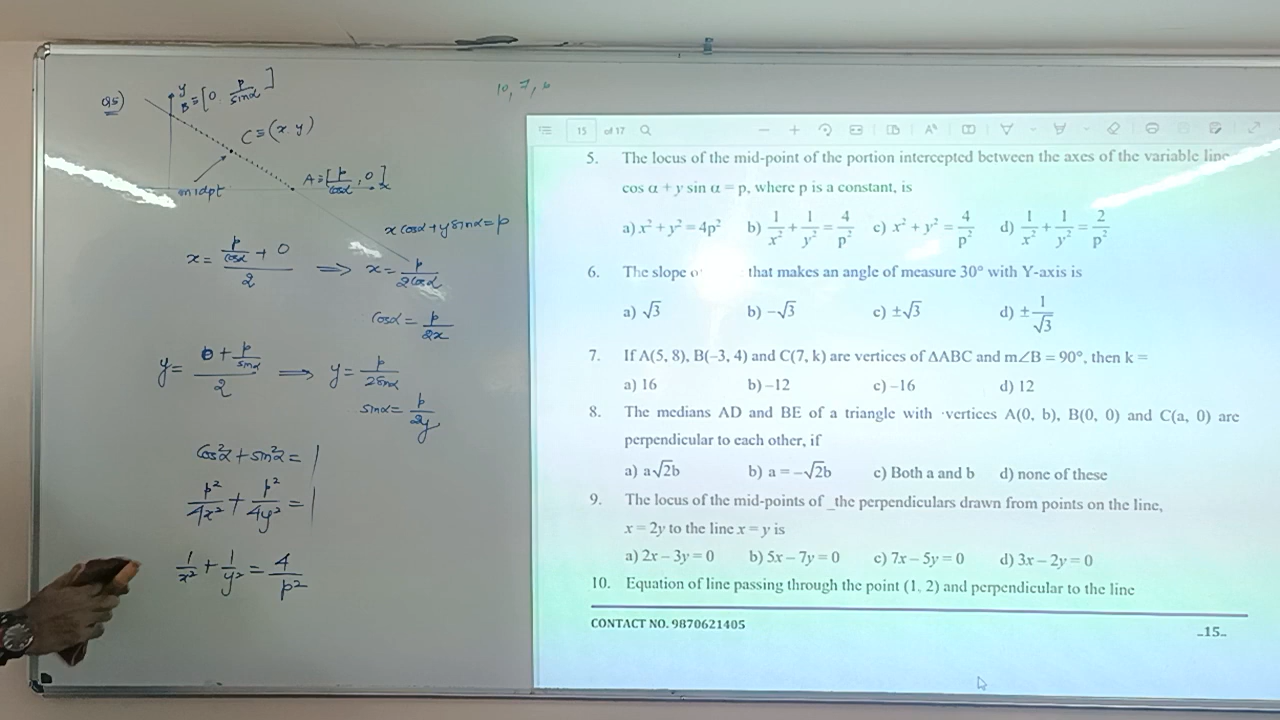 Q5)
y
B≡[0 p/sinα]
C≡(x y)
midpt
A≡[p/cosα, 0]
x
x cosα + y sinα = p
x = (p/cosα + 0)/2 ⟹ x = p/2cosα
cosα = p/2x
y = (0 + p/sinα)/2 ⟹ y = p/2sinα
sinα = p/2y
cos²α + sin²α = 1
p²/4x² + p²/4y² = 1
1/x² + 1/y² = 4/p²
10, 7, 6
15 of 17
5. The locus of the mid-point of the portion intercepted between the axes of the variable line
cos α + y sin α = p, where p is a constant, is
a) x² + y² = 4p² b) 1/x² + 1/y² = 4/p² c) x² + y² = 4/p² d) 1/x² + 1/y² = 2/p²
6. The slope that makes an angle of measure 30° with Y-axis is
a) √3 b) –√3 c) ±√3 d) ±1/√3
7. If A(5, 8), B(–3, 4) and C(7, k) are vertices of ΔABC and m∠B = 90°, then k =
a) 16 b) –12 c) –16 d) 12
8. The medians AD and BE of a triangle with vertices A(0, b), B(0, 0) and C(a, 0) are
perpendicular to each other, if
a) a√2b b) a = –√2b c) Both a and b d) none of these
9. The locus of the mid-points of _the perpendiculars drawn from points on the line,
x = 2y to the line x = y is
a) 2x – 3y = 0 b) 5x – 7y = 0 c) 7x – 5y = 0 d) 3x – 2y = 0
10. Equation of line passing through the point (1, 2) and perpendicular to the line
CONTACT NO. 9870621405
..15..